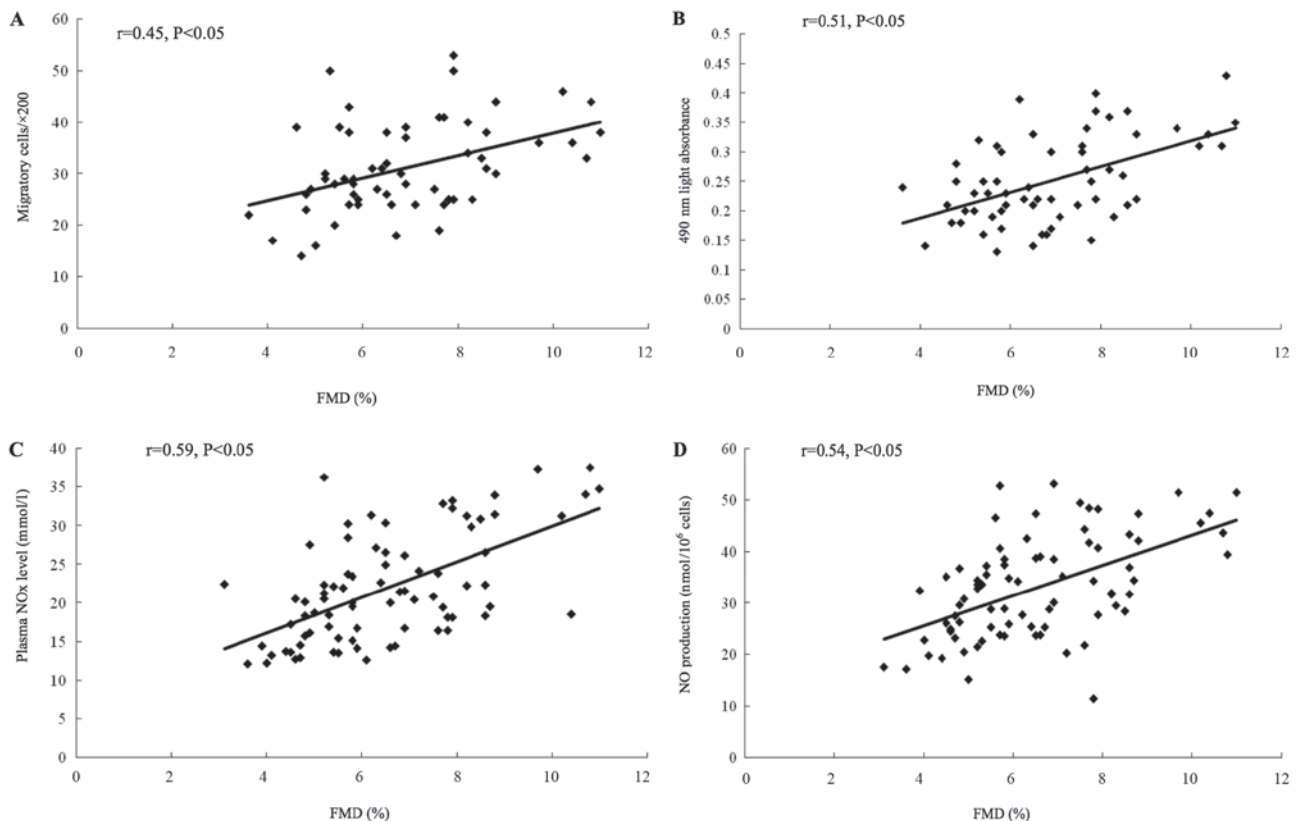 A
r=0.45, P<0.05
Migratory cells/×200
60
50
40
30
20
10
0
0 2 4 6 8 10 12
FMD (%)
B
r=0.51, P<0.05
490 nm light absorbance
0.5
0.45
0.4
0.35
0.3
0.25
0.2
0.15
0.1
0.05
0
0 2 4 6 8 10 12
FMD (%)
C
r=0.59, P<0.05
Plasma NOx level (mmol/l)
40
35
30
25
20
15
10
5
0
0 2 4 6 8 10 12
FMD (%)
D
r=0.54, P<0.05
NO production (nmol/10⁶ cells)
60
50
40
30
20
10
0
0 2 4 6 8 10 12
FMD (%)